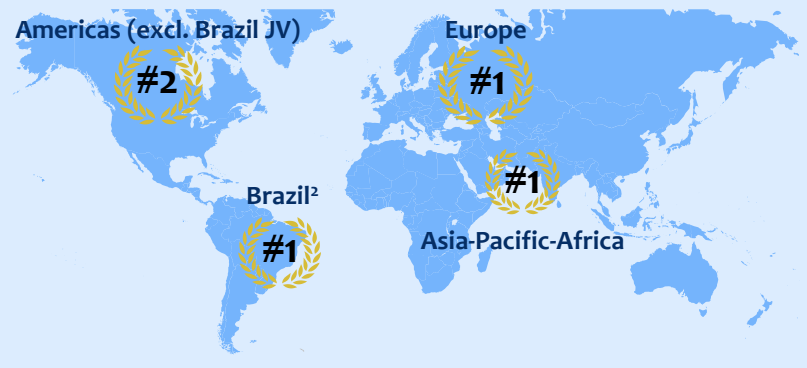 Americas (excl. Brazil JV)
#2
Europe
#1
#1
Asia-Pacific-Africa
Brazil²
#1